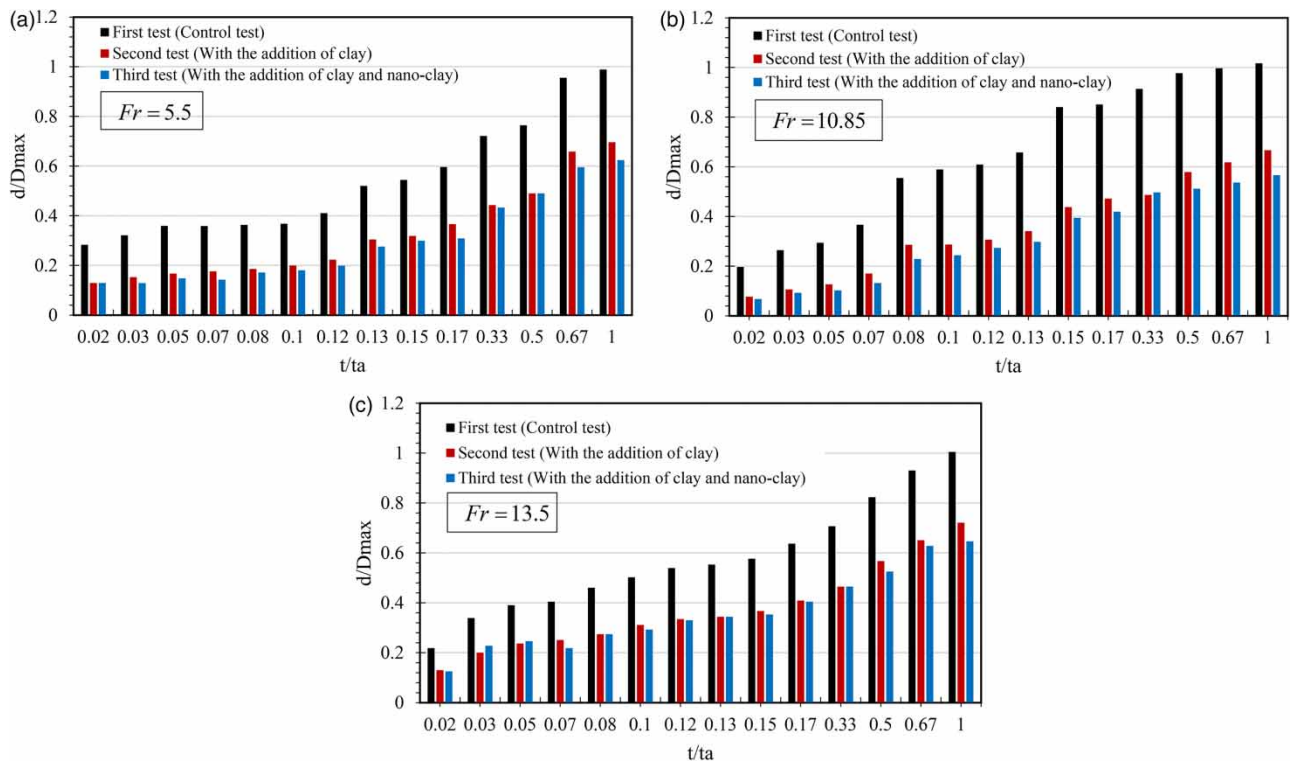 (a)
1.2
1
0.8
0.6
0.4
0.2
0
d/Dmax
First test (Control test)
Second test (With the addition of clay)
Third test (With the addition of clay and nano-clay)
Fr = 5.5
0.02 0.03 0.05 0.07 0.08 0.1 0.12 0.13 0.15 0.17 0.33 0.5 0.67 1
t/ta
(b)
1.2
1
0.8
0.6
0.4
0.2
0
d/Dmax
First test (Control test)
Second test (With the addition of clay)
Third test (With the addition of clay and nano-clay)
Fr = 10.85
0.02 0.03 0.05 0.07 0.08 0.1 0.12 0.13 0.15 0.17 0.33 0.5 0.67 1
t/ta
(c)
1.2
1
0.8
0.6
0.4
0.2
0
d/Dmax
First test (Control test)
Second test (With the addition of clay)
Third test (With the addition of clay and nano-clay)
Fr = 13.5
0.02 0.03 0.05 0.07 0.08 0.1 0.12 0.13 0.15 0.17 0.33 0.5 0.67 1
t/ta